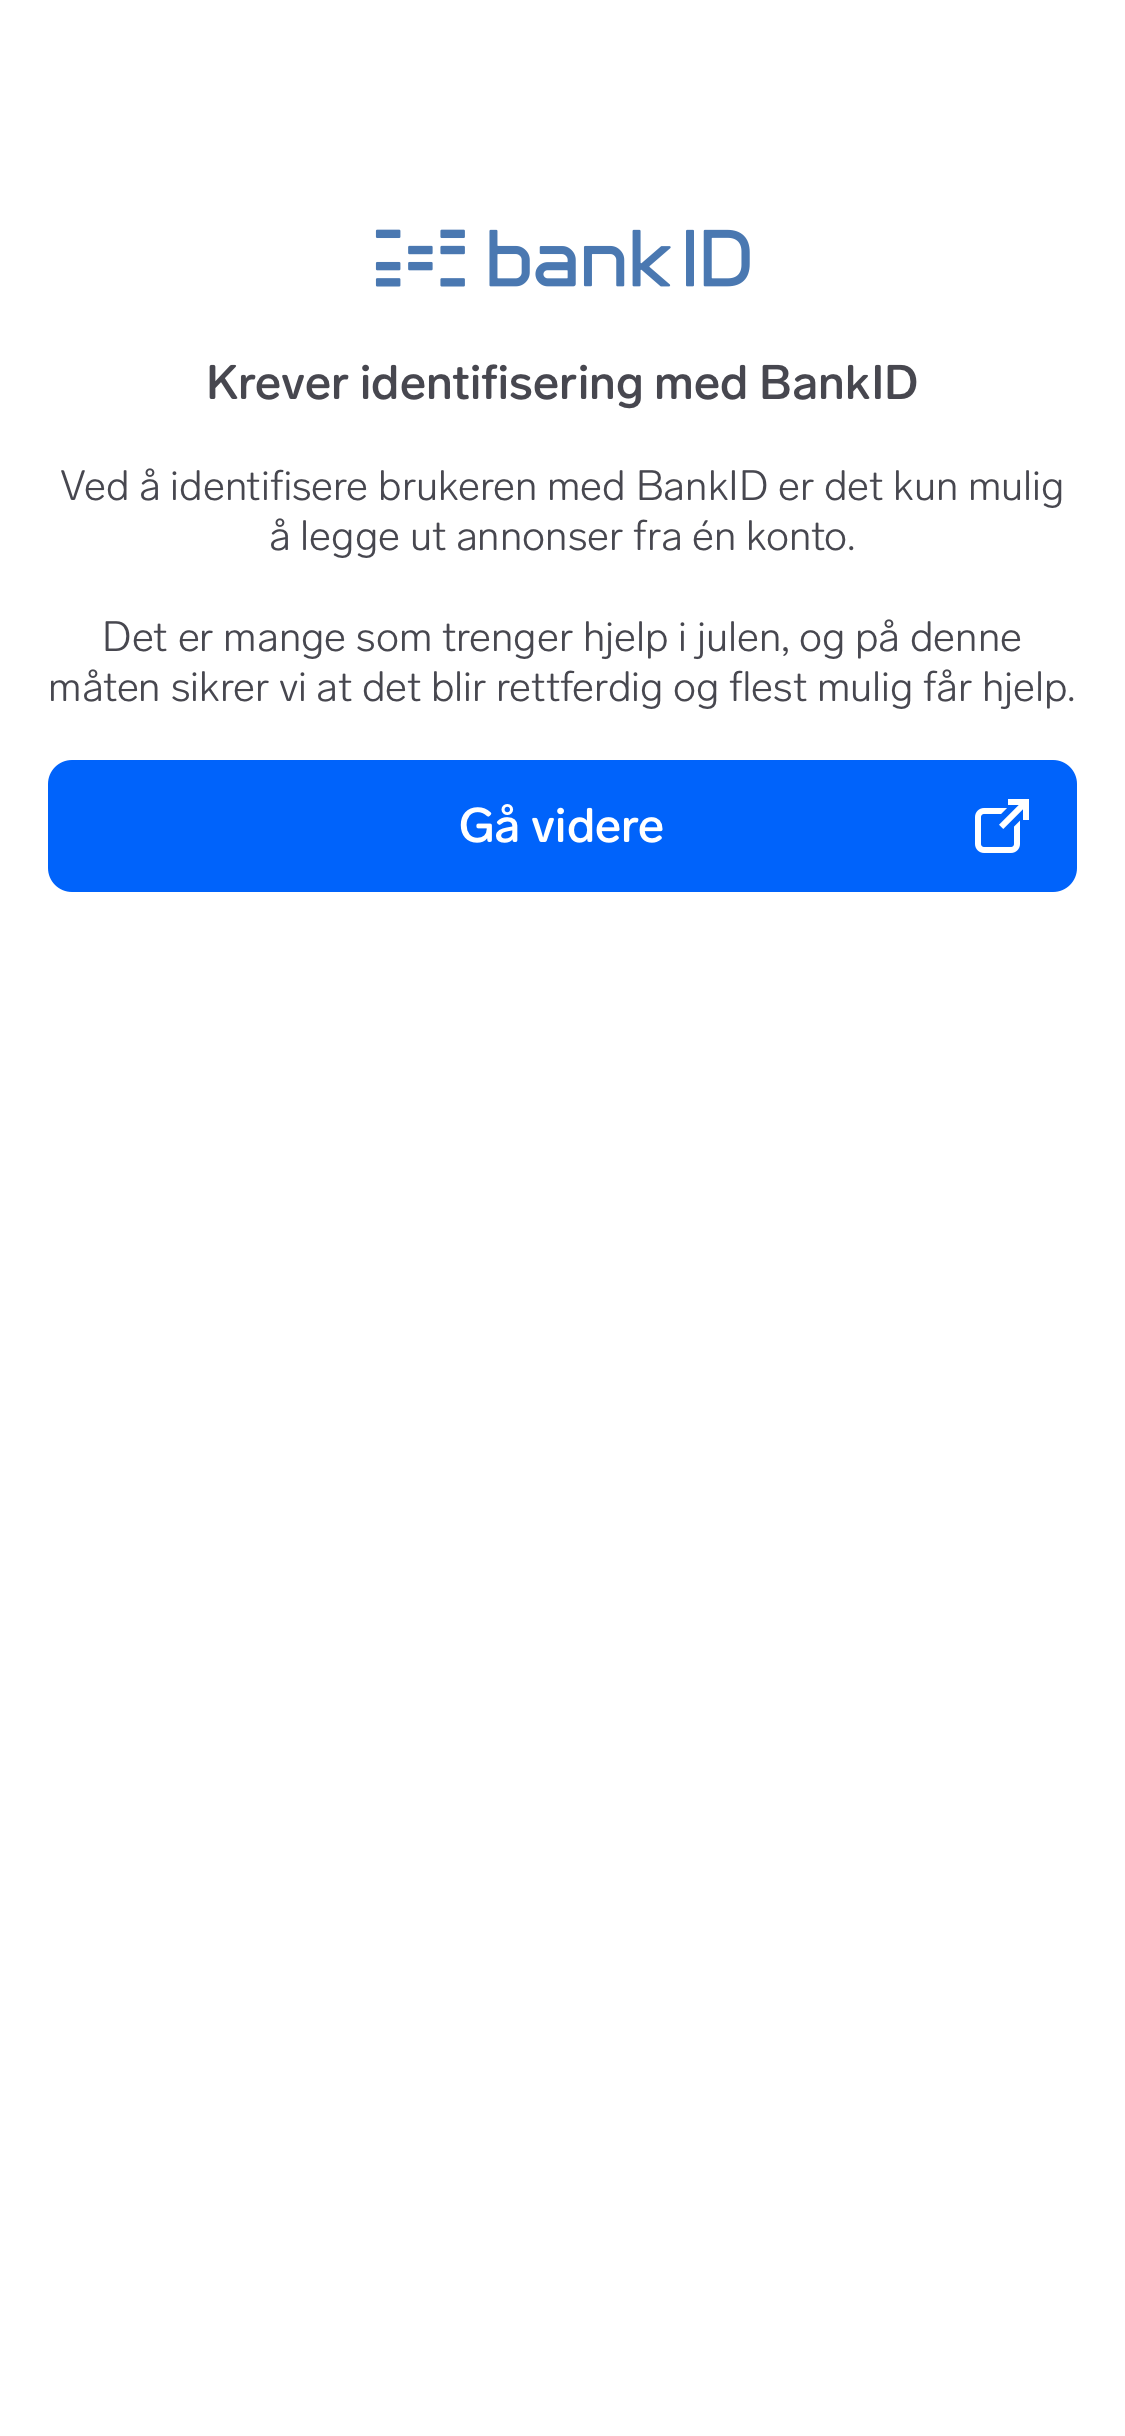 bankID
Krever identifisering med BankID
Ved å identifisere brukeren med BankID er det kun mulig
å legge ut annonser fra én konto.
Det er mange som trenger hjelp i julen, og på denne
måten sikrer vi at det blir rettferdig og flest mulig får hjelp.
Gå videre